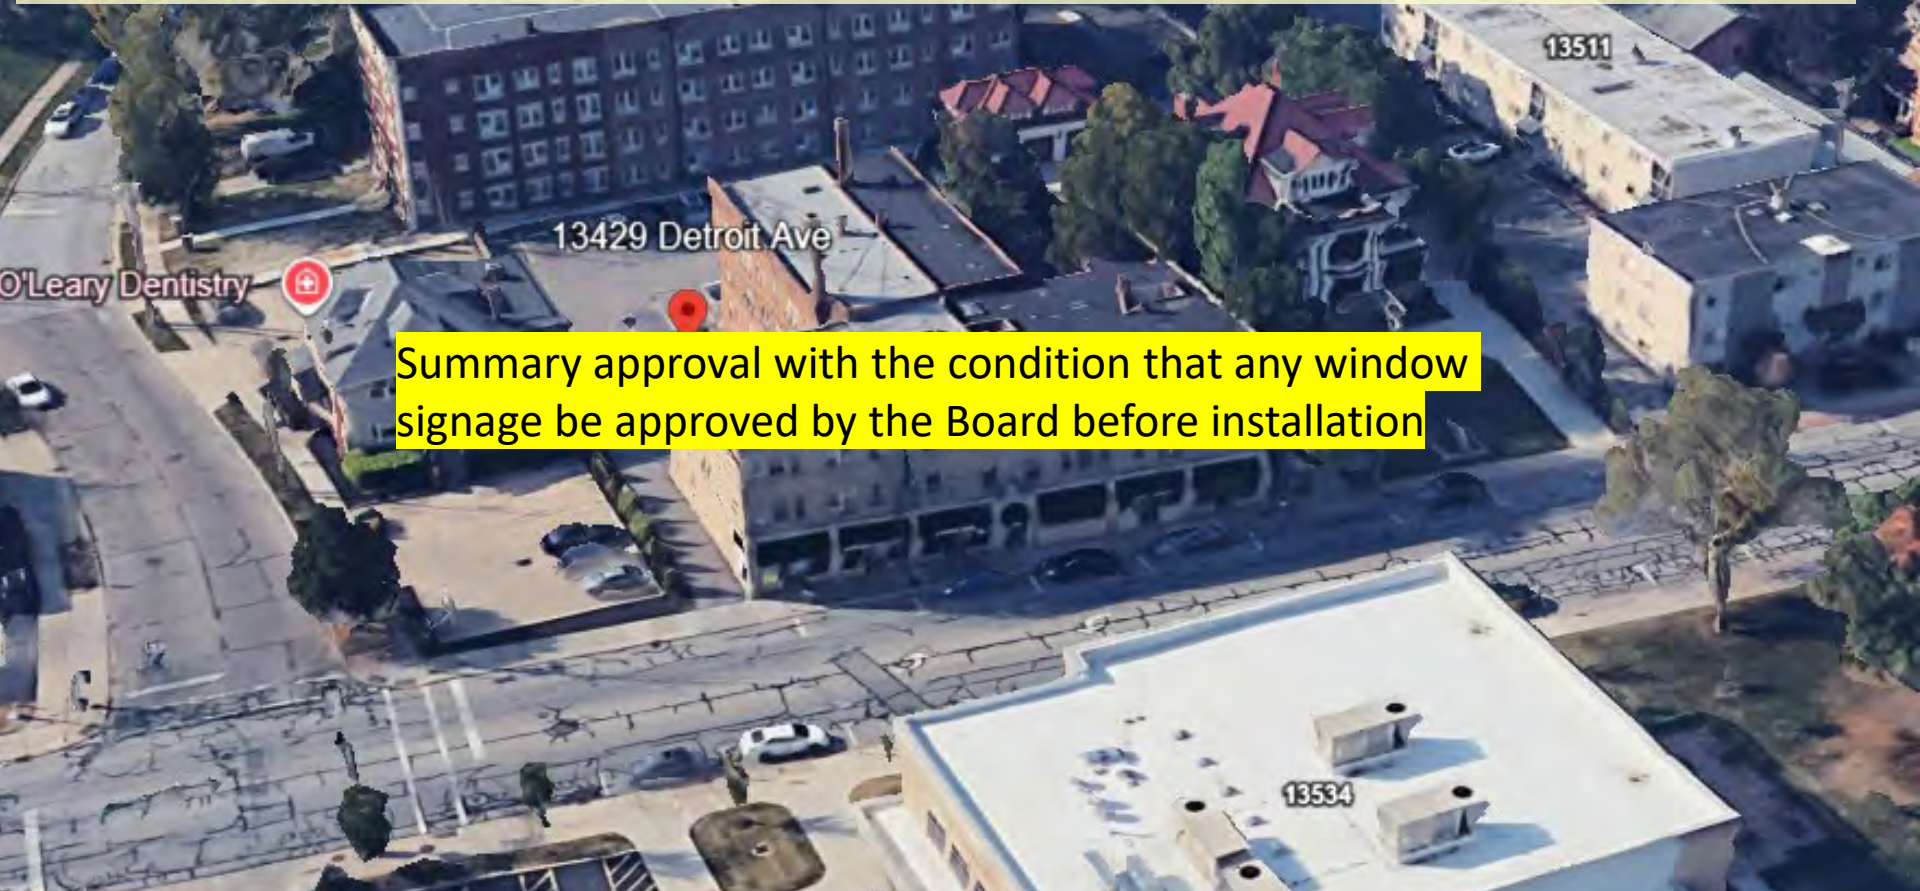 13511
13429 Detroit Ave
O'Leary Dentistry
Summary approval with the condition that any window
signage be approved by the Board before installation
13534